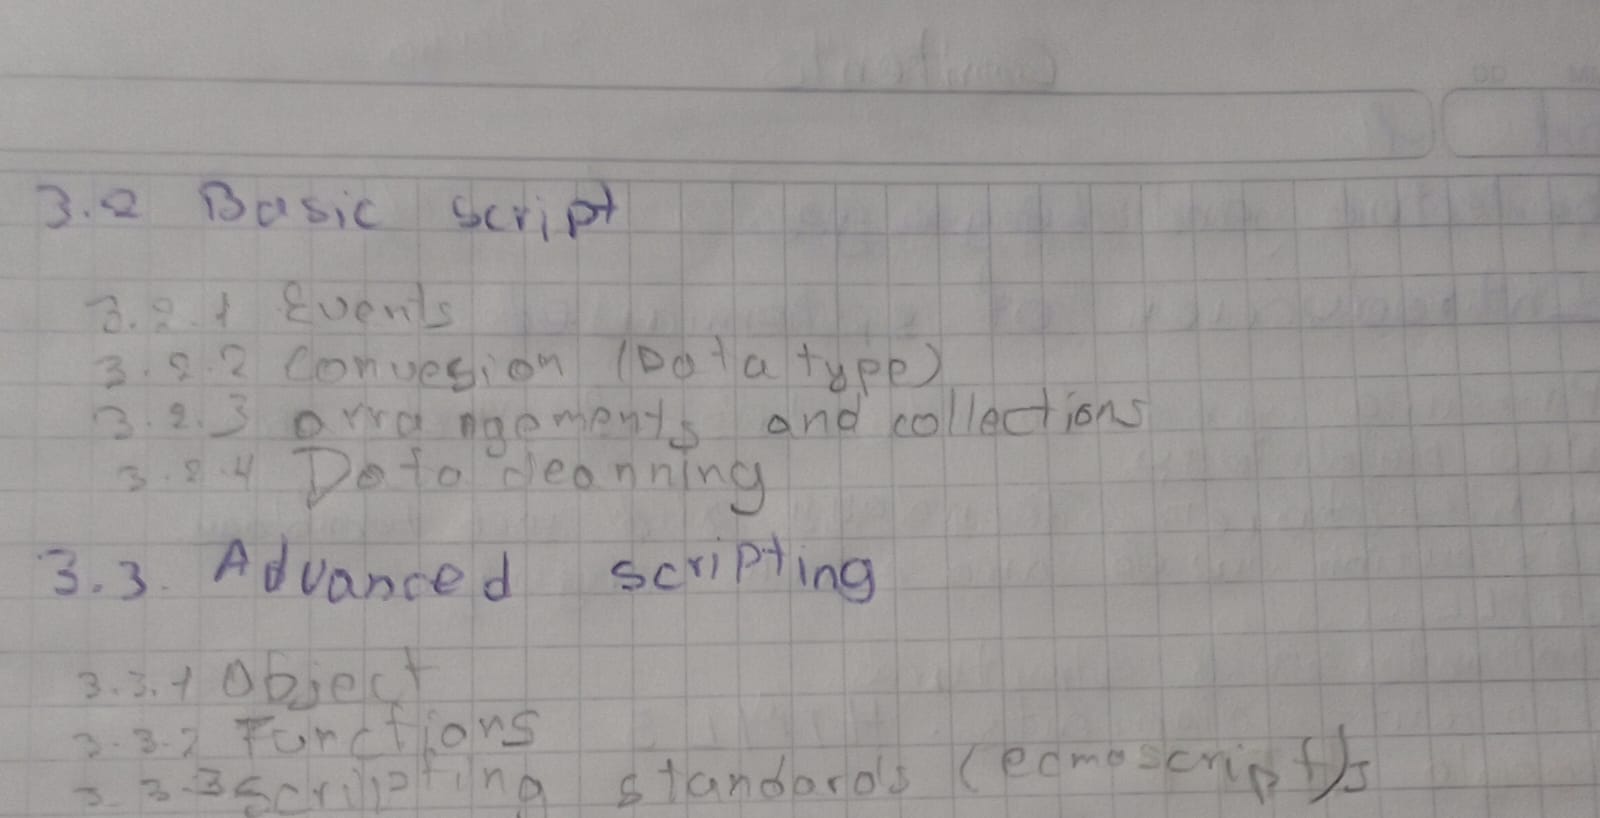 3.2 Basic script
3.2.1 Events
3.2.2 Convesion (Data type)
3.2.3 arrangements and collections
3.2.4 Data cleanning
3.3. Advanced scripting
3.3.1 Object
3.3.2 Functions
3.3.3 Scripting standards (ecmascript)s